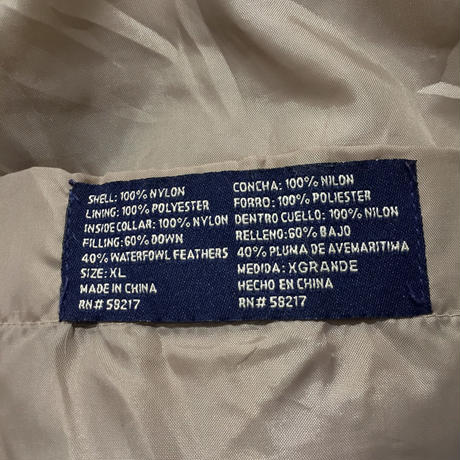 SHELL: 100% NYLON
LINING: 100% POLYESTER
INSIDE COLLAR: 100% NYLON
FILLING: 60% DOWN
40% WATERFOWL FEATHERS
SIZE: XL
MADE IN CHINA
RN# 58217
CONCHA: 100% NILON
FORRO: 100% POLIESTER
DENTRO CUELLO: 100% NILON
RELLENO: 60% BAJO
40% PLUMA DE AVEMARITIMA
MEDIDA: XGRANDE
HECHO EN CHINA
RN# 58217